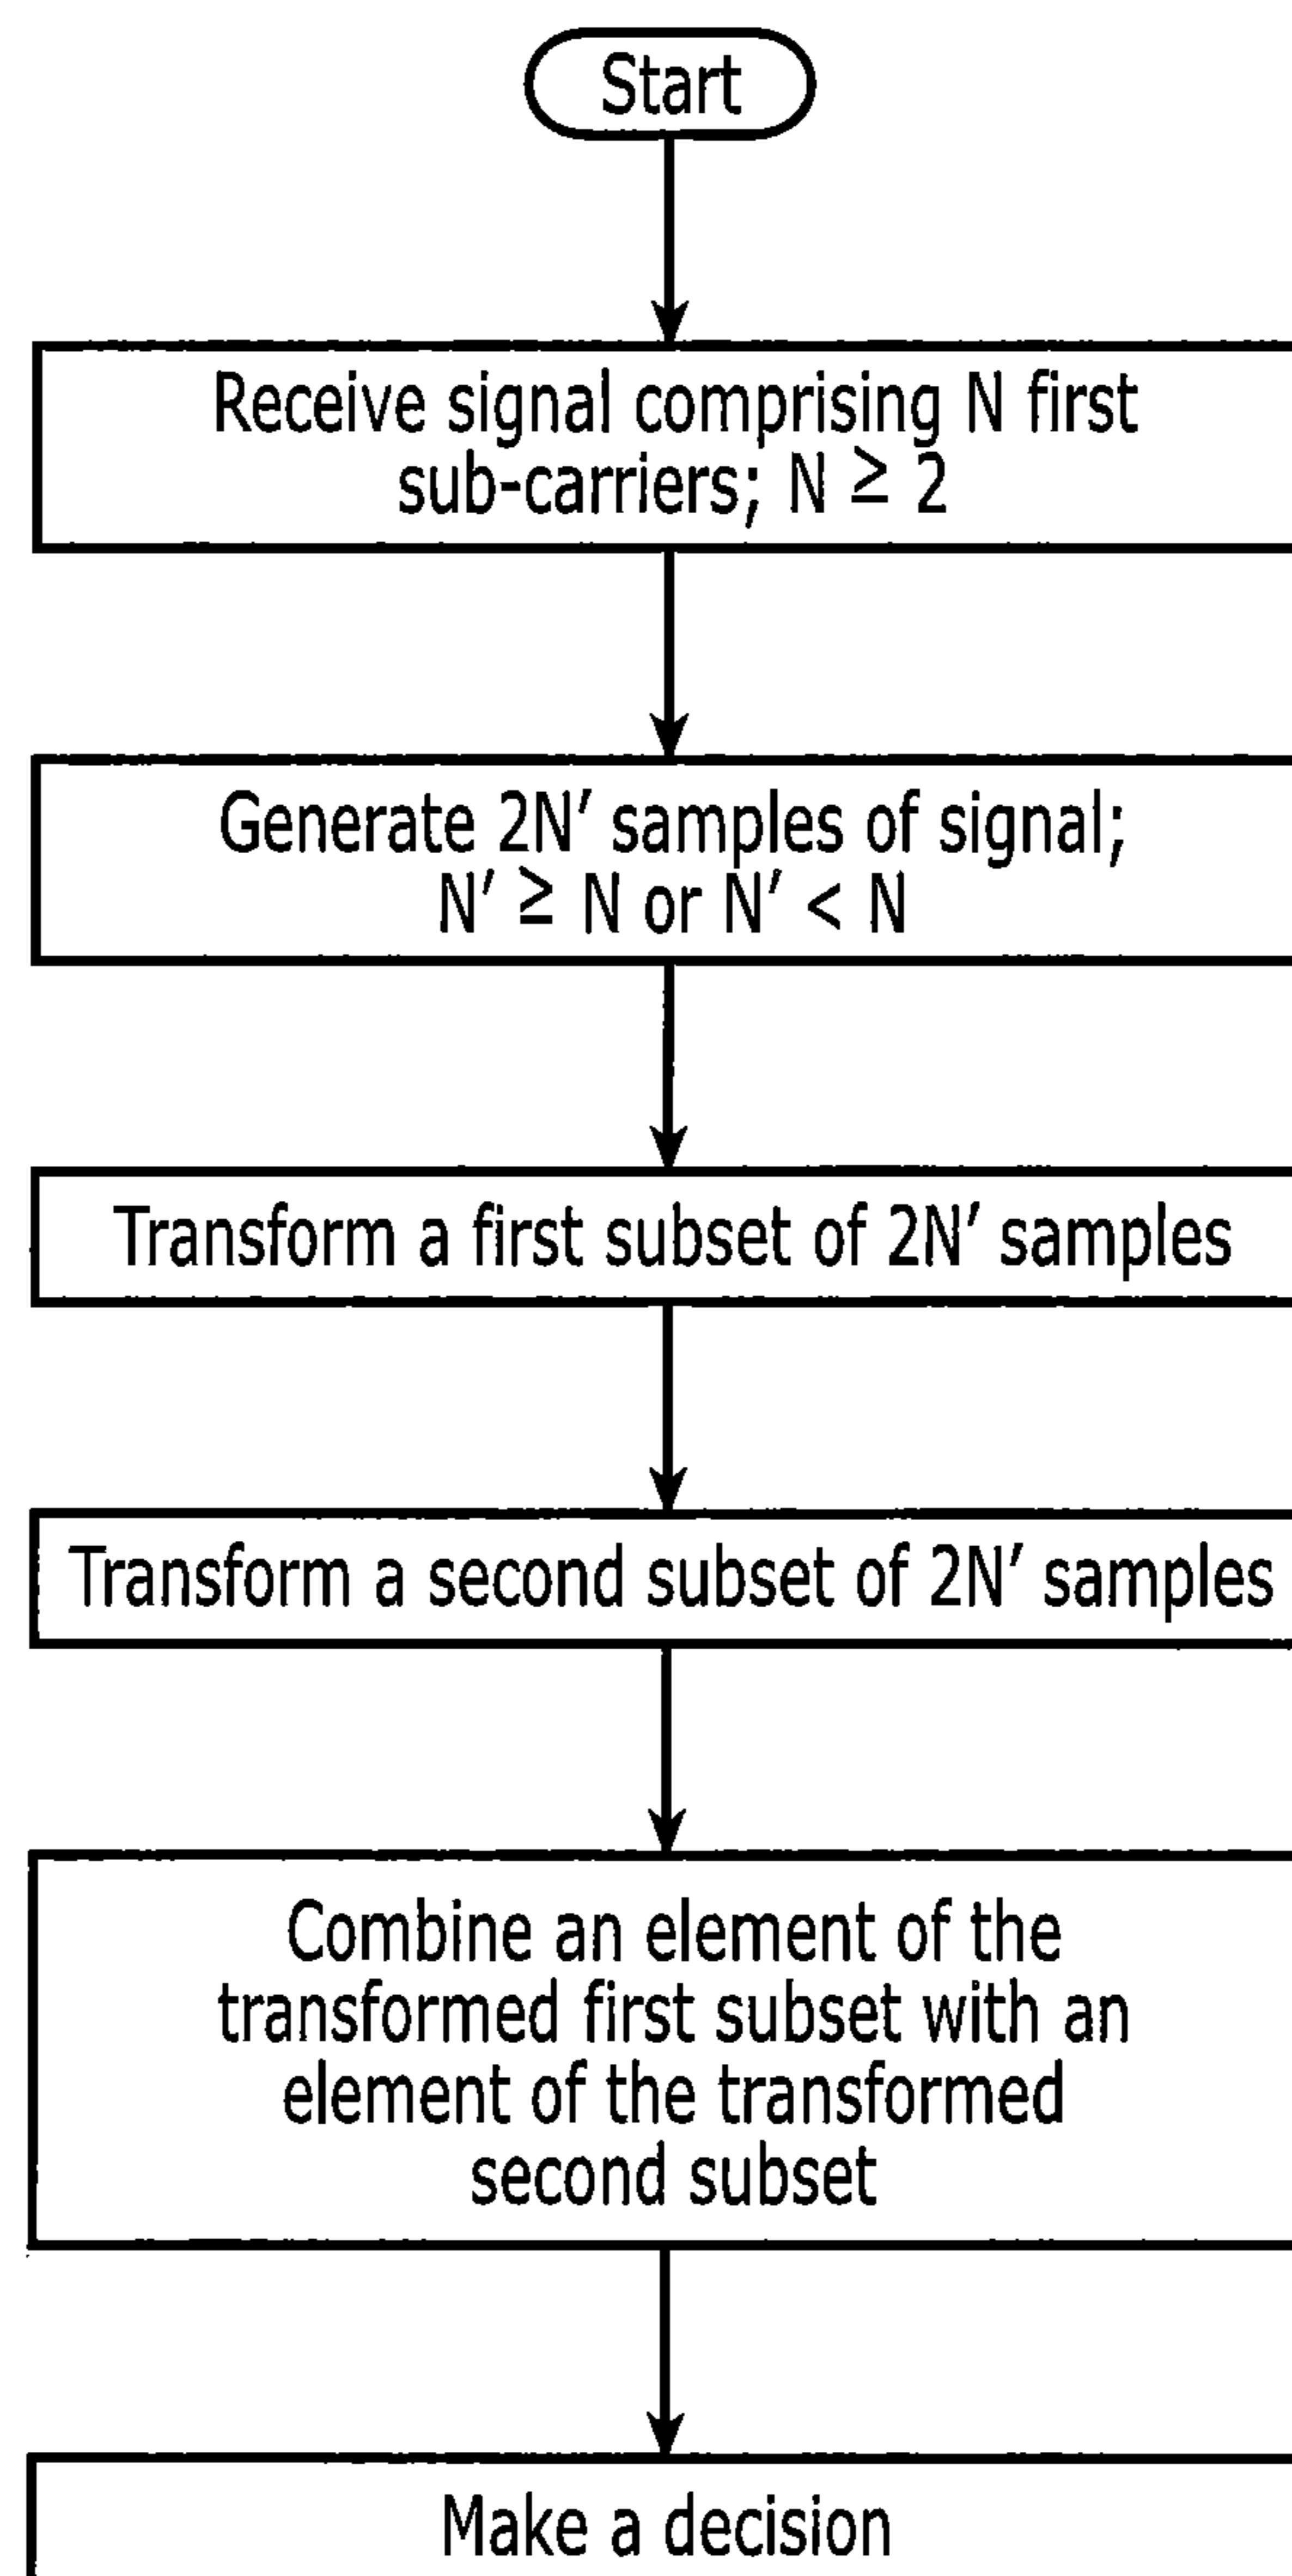 Start
Receive signal comprising N first
sub-carriers; N ≥ 2
Generate 2N′ samples of signal;
N′ ≥ N or N′ < N
Transform a first subset of 2N′ samples
Transform a second subset of 2N′ samples
Combine an element of the
transformed first subset with an
element of the transformed
second subset
Make a decision